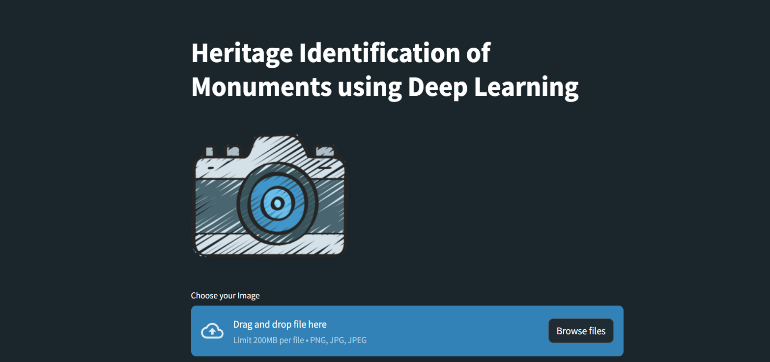 Heritage Identification of
Monuments using Deep Learning
Choose your Image
Drag and drop file here
Limit 200MB per file • PNG, JPG, JPEG
Browse files